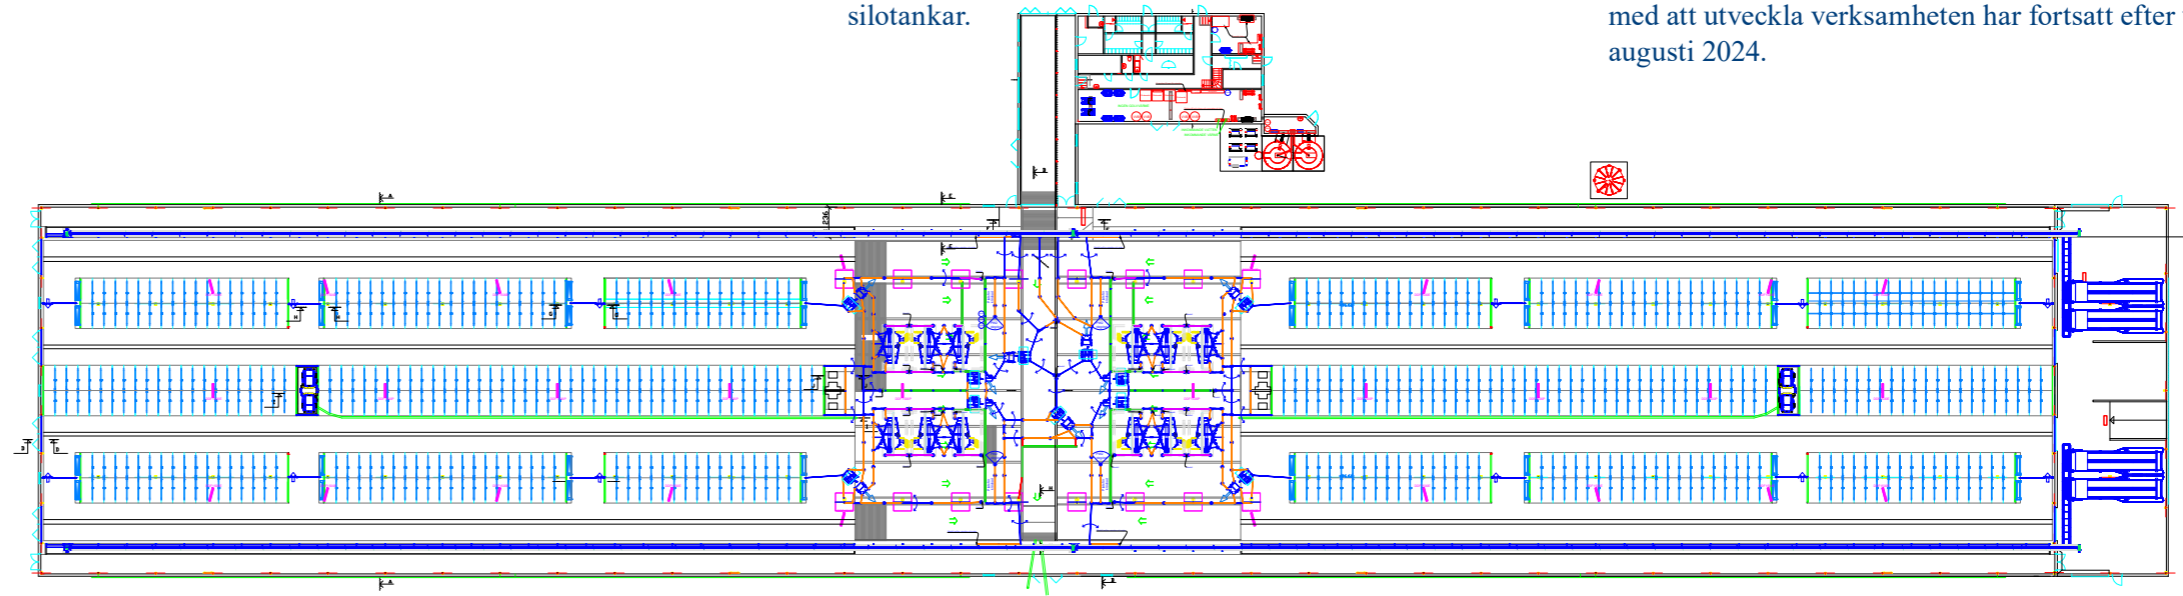 silotankar.
med att utveckla verksamheten har fortsatt efter
augusti 2024.